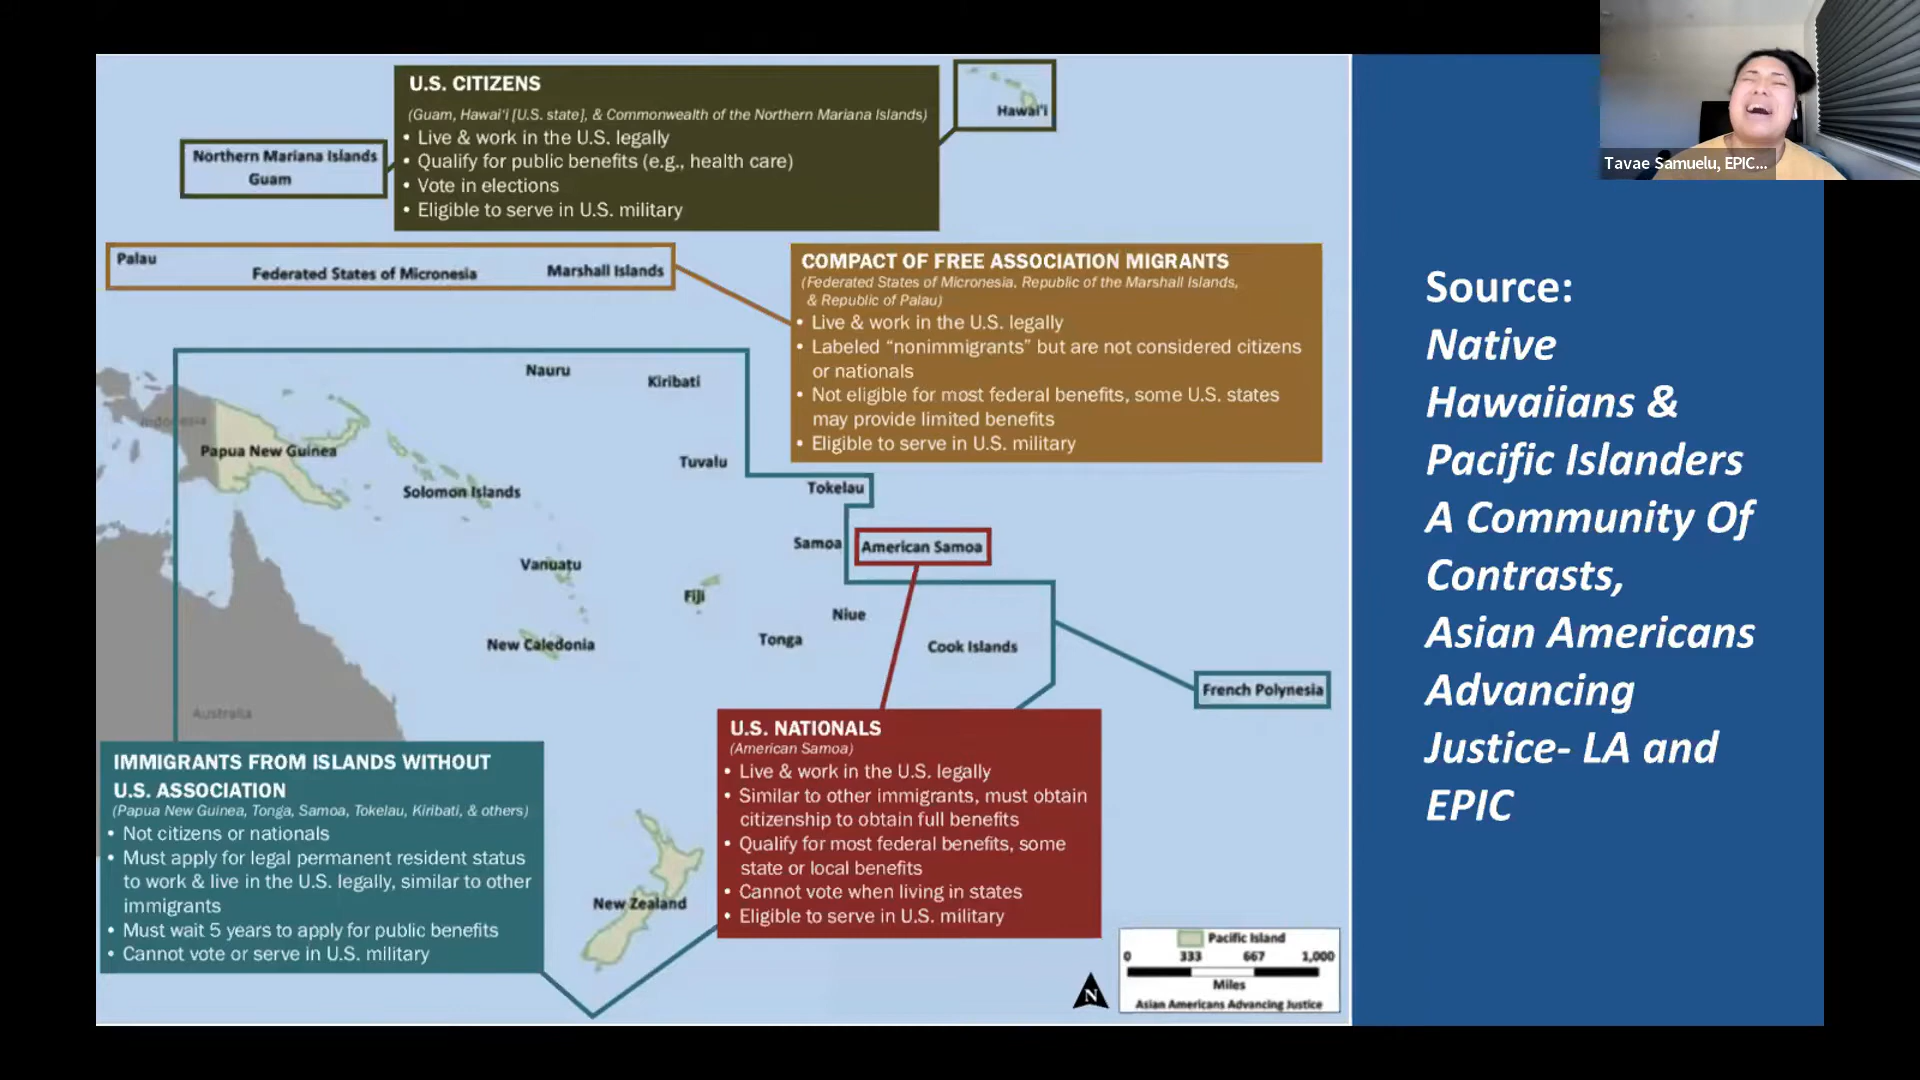 U.S. CITIZENS
(Guam, Hawai'i [U.S. state], & Commonwealth of the Northern Mariana Islands)
• Live & work in the U.S. legally
• Qualify for public benefits (e.g., health care)
• Vote in elections
• Eligible to serve in U.S. military
Hawai'i
Northern Mariana Islands
Guam
Tavae Samuelu, EPIC...
Palau
Federated States of Micronesia
Marshall Islands
COMPACT OF FREE ASSOCIATION MIGRANTS
(Federated States of Micronesia, Republic of the Marshall Islands,
& Republic of Palau)
• Live & work in the U.S. legally
• Labeled “nonimmigrants” but are not considered citizens
or nationals
• Not eligible for most federal benefits, some U.S. states
may provide limited benefits
• Eligible to serve in U.S. military
Nauru
Kiribati
Indonesia
Papua New Guinea
Tuvalu
Solomon Islands
Tokelau
Samoa
American Samoa
Vanuatu
Fiji
Niue
New Caledonia
Tonga
Cook Islands
French Polynesia
Australia
IMMIGRANTS FROM ISLANDS WITHOUT
U.S. ASSOCIATION
(Papua New Guinea, Tonga, Samoa, Tokelau, Kiribati, & others)
• Not citizens or nationals
• Must apply for legal permanent resident status
to work & live in the U.S. legally, similar to other
immigrants
• Must wait 5 years to apply for public benefits
• Cannot vote or serve in U.S. military
U.S. NATIONALS
(American Samoa)
• Live & work in the U.S. legally
• Similar to other immigrants, must obtain
citizenship to obtain full benefits
• Qualify for most federal benefits, some
state or local benefits
• Cannot vote when living in states
• Eligible to serve in U.S. military
New Zealand
N
Pacific Island
0 333 667 1,000
Miles
Asian Americans Advancing Justice
Source:
Native
Hawaiians &
Pacific Islanders
A Community Of
Contrasts,
Asian Americans
Advancing
Justice- LA and
EPIC